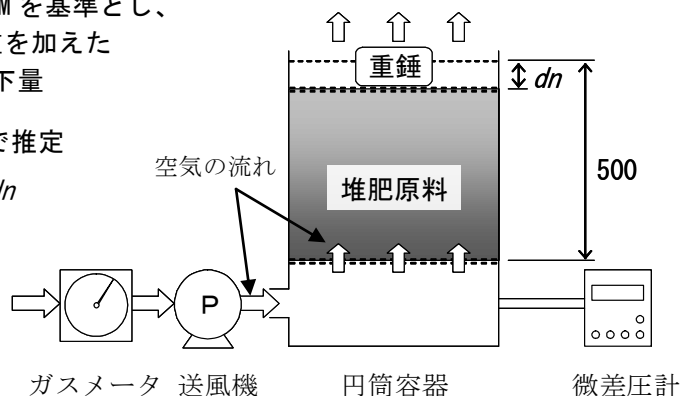 Mを基準とし、
を加えた
下量
で推定
dn
重錘
dn
空気の流れ
堆肥原料
500
P
ガスメータ 送風機 円筒容器 微差圧計